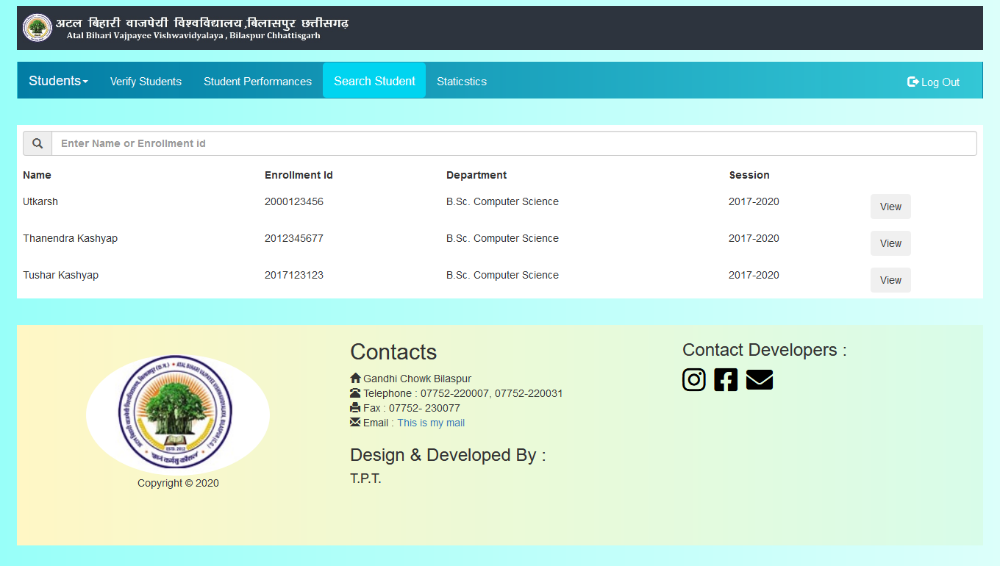 अटल बिहारी वाजपेयी विश्वविद्यालय ,बिलासपुर छत्तीसगढ़
Atal Bihari Vajpayee Vishwavidyalaya , Bilaspur Chhattisgarh
Students Verify Students Student Performances Search Student Staticstics Log Out
Enter Name or Enrollment id
Name Enrollment Id Department Session
Utkarsh 2000123456 B.Sc. Computer Science 2017-2020 View
Thanendra Kashyap 2012345677 B.Sc. Computer Science 2017-2020 View
Tushar Kashyap 2017123123 B.Sc. Computer Science 2017-2020 View
ESTD. 2012
Copyright © 2020
Contacts
Gandhi Chowk Bilaspur
Telephone : 07752-220007, 07752-220031
Fax : 07752- 230077
Email : This is my mail
Design & Developed By :
T.P.T.
Contact Developers :